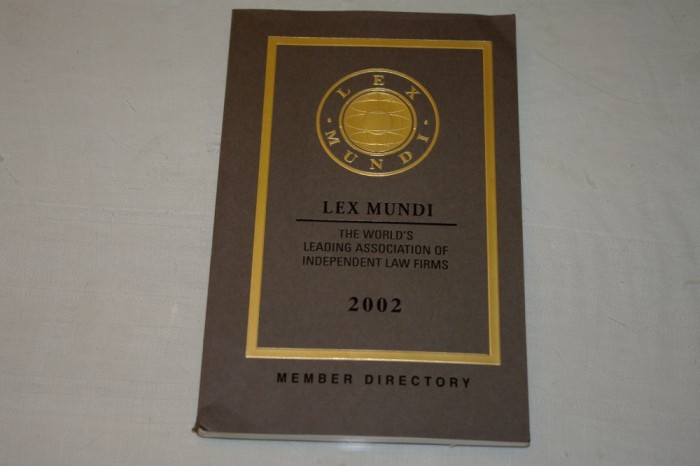 LEX
MUNDI
LEX MUNDI
THE WORLD'S
LEADING ASSOCIATION OF
INDEPENDENT LAW FIRMS
2002
MEMBER DIRECTORY